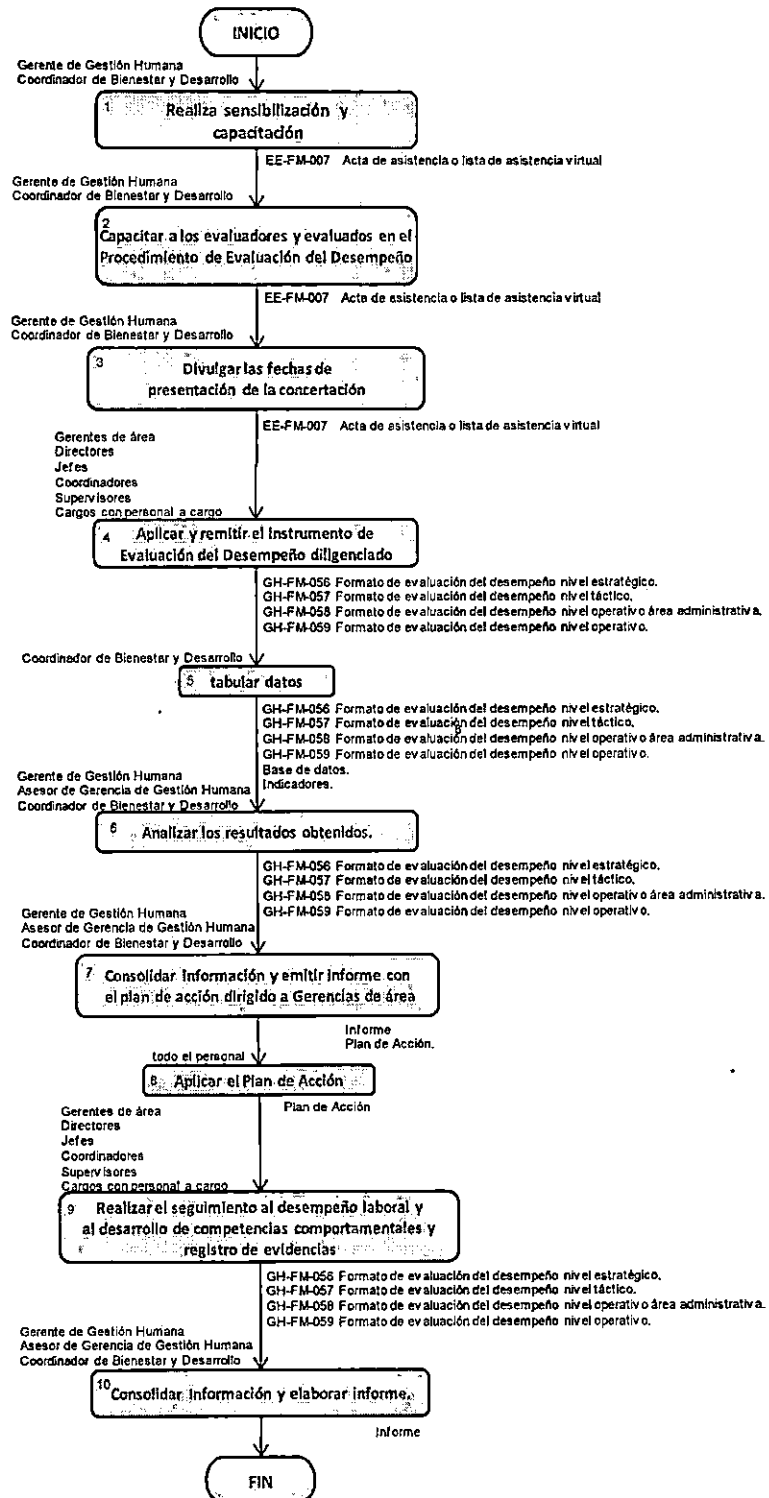 INICIO
Gerente de Gestión Humana
Coordinador de Bienestar y Desarrollo
1 Realiza sensibilización y
capacitación
EE-FM-007 Acta de asistencia o lista de asistencia virtual
Gerente de Gestión Humana
Coordinador de Bienestar y Desarrollo
2
Capacitar a los evaluadores y evaluados en el
Procedimiento de Evaluación del Desempeño
EE-FM-007 Acta de asistencia o lista de asistencia virtual
Gerente de Gestión Humana
Coordinador de Bienestar y Desarrollo
3 Divulgar las fechas de
presentación de la concertación
EE-FM-007 Acta de asistencia o lista de asistencia virtual
Gerentes de área
Directores
Jefes
Coordinadores
Supervisores
Cargos con personal a cargo
4 Aplicar y remitir el Instrumento de
Evaluación del Desempeño diligenciado
GH-FM-056 Formato de evaluación del desempeño nivel estratégico.
GH-FM-057 Formato de evaluación del desempeño nivel táctico.
GH-FM-058 Formato de evaluación del desempeño nivel operativo área administrativa.
GH-FM-059 Formato de evaluación del desempeño nivel operativo.
Coordinador de Bienestar y Desarrollo
5 tabular datos
GH-FM-056 Formato de evaluación del desempeño nivel estratégico.
GH-FM-057 Formato de evaluación del desempeño nivel táctico.
GH-FM-058 Formato de evaluación del desempeño nivel operativo área administrativa.
GH-FM-059 Formato de evaluación del desempeño nivel operativo.
Base de datos.
Indicadores.
Gerente de Gestión Humana
Asesor de Gerencia de Gestión Humana
Coordinador de Bienestar y Desarrollo
6 Analizar los resultados obtenidos.
GH-FM-056 Formato de evaluación del desempeño nivel estratégico.
GH-FM-057 Formato de evaluación del desempeño nivel táctico.
GH-FM-058 Formato de evaluación del desempeño nivel operativo área administrativa.
GH-FM-059 Formato de evaluación del desempeño nivel operativo.
Gerente de Gestión Humana
Asesor de Gerencia de Gestión Humana
Coordinador de Bienestar y Desarrollo
7 Consolidar Información y emitir informe con
el plan de acción dirigido a Gerencias de área
Informe
Plan de Acción.
todo el personal
8 Aplicar el Plan de Acción
Plan de Acción
Gerentes de área
Directores
Jefes
Coordinadores
Supervisores
Cargos con personal a cargo
9 Realizar el seguimiento al desempeño laboral y
al desarrollo de competencias comportamentales y
registro de evidencias
GH-FM-056 Formato de evaluación del desempeño nivel estratégico.
GH-FM-057 Formato de evaluación del desempeño nivel táctico.
GH-FM-058 Formato de evaluación del desempeño nivel operativo área administrativa.
GH-FM-059 Formato de evaluación del desempeño nivel operativo.
Gerente de Gestión Humana
Asesor de Gerencia de Gestión Humana
Coordinador de Bienestar y Desarrollo
10 Consolidar Información y elaborar informe.
Informe
FIN